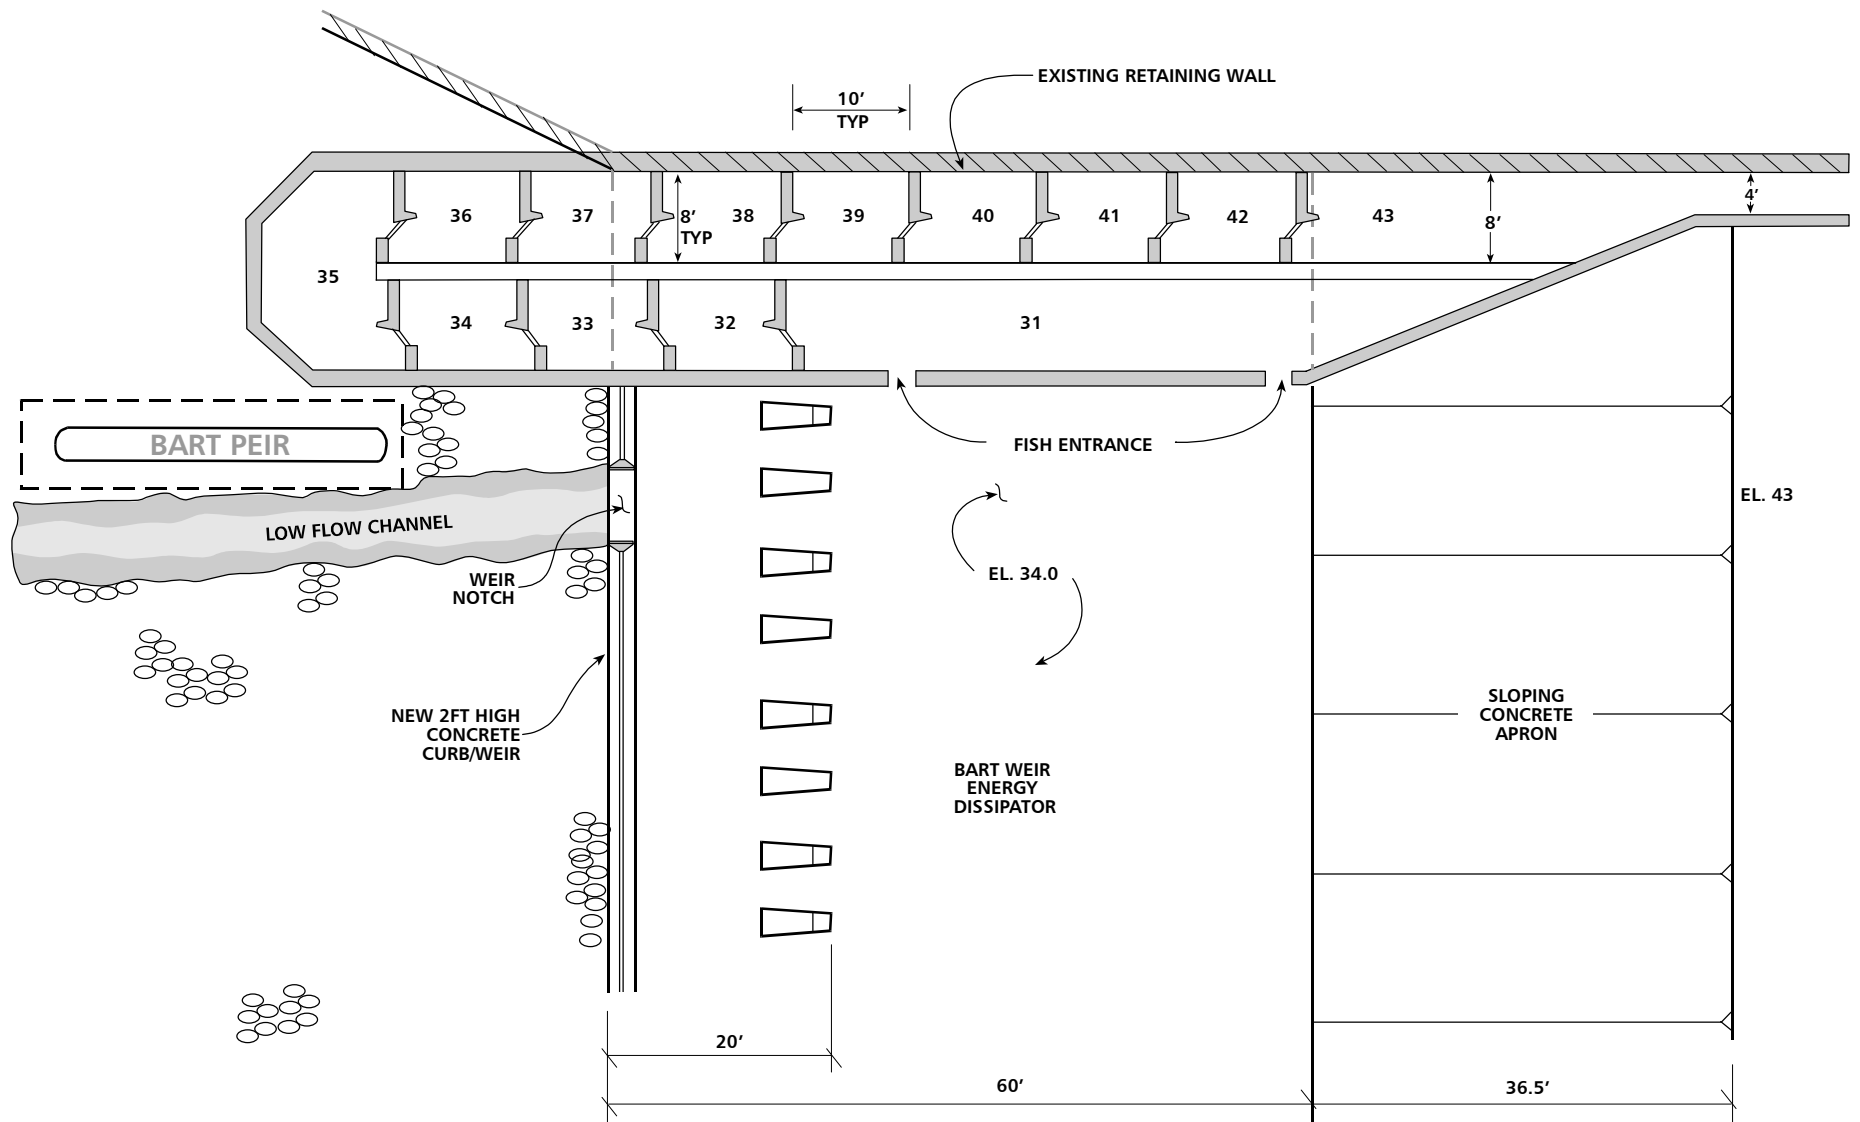 EXISTING RETAINING WALL
10’
TYP
4’
36
37
8’
TYP
38
39
40
41
42
43
8’
35
34
33
32
31
BART PEIR
FISH ENTRANCE
EL. 43
LOW FLOW CHANNEL
EL. 34.0
WEIR
NOTCH
NEW 2FT HIGH
CONCRETE
CURB/WEIR
SLOPING
CONCRETE
APRON
BART WEIR
ENERGY
DISSIPATOR
20’
60’
36.5’